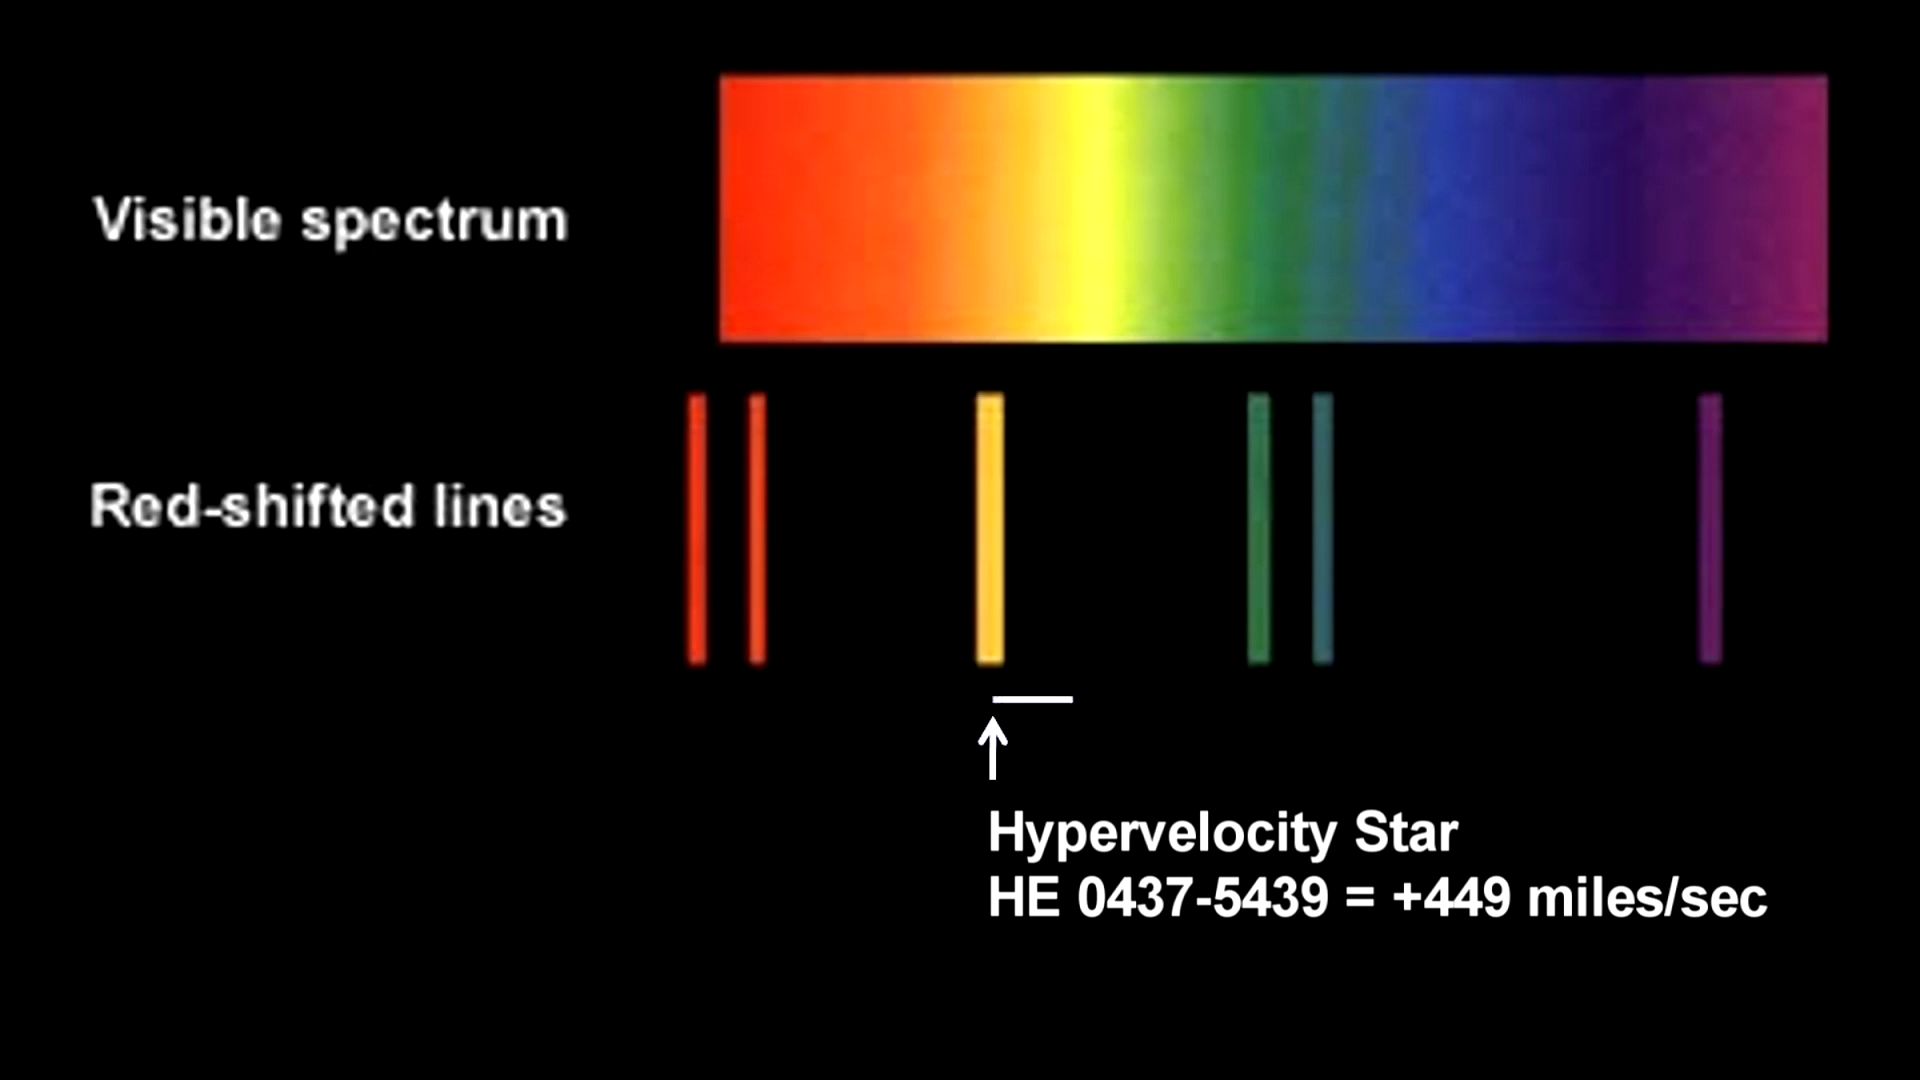 Visible spectrum
Red-shifted lines
Hypervelocity Star
HE 0437-5439 = +449 miles/sec